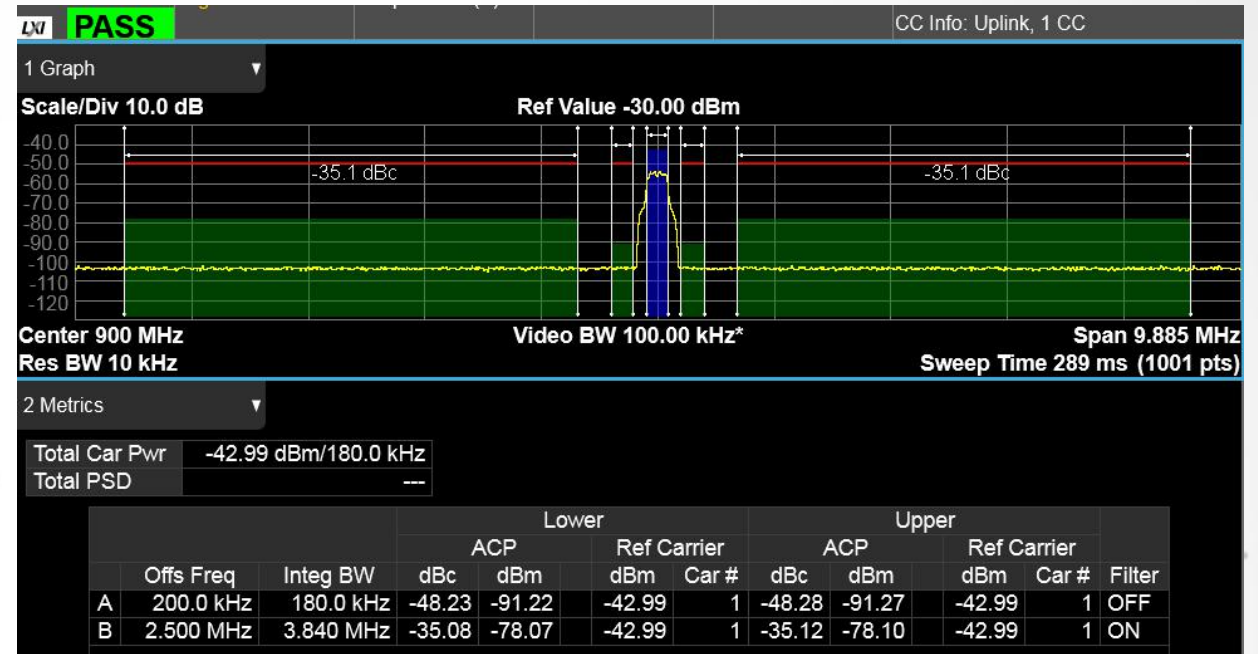 LXI PASS CC Info: Uplink, 1 CC
1 Graph
Scale/Div 10.0 dB Ref Value -30.00 dBm
-40.0
-50.0
-60.0 -35.1 dBc -35.1 dBc
-70.0
-80.0
-90.0
-100
-110
-120
Center 900 MHz Video BW 100.00 kHz* Span 9.885 MHz
Res BW 10 kHz Sweep Time 289 ms (1001 pts)
2 Metrics
Total Car Pwr -42.99 dBm/180.0 kHz
Total PSD ---
Lower Upper
ACP Ref Carrier ACP Ref Carrier
Offs Freq Integ BW dBc dBm dBm Car # dBc dBm dBm Car # Filter
A 200.0 kHz 180.0 kHz -48.23 -91.22 -42.99 1 -48.28 -91.27 -42.99 1 OFF
B 2.500 MHz 3.840 MHz -35.08 -78.07 -42.99 1 -35.12 -78.10 -42.99 1 ON